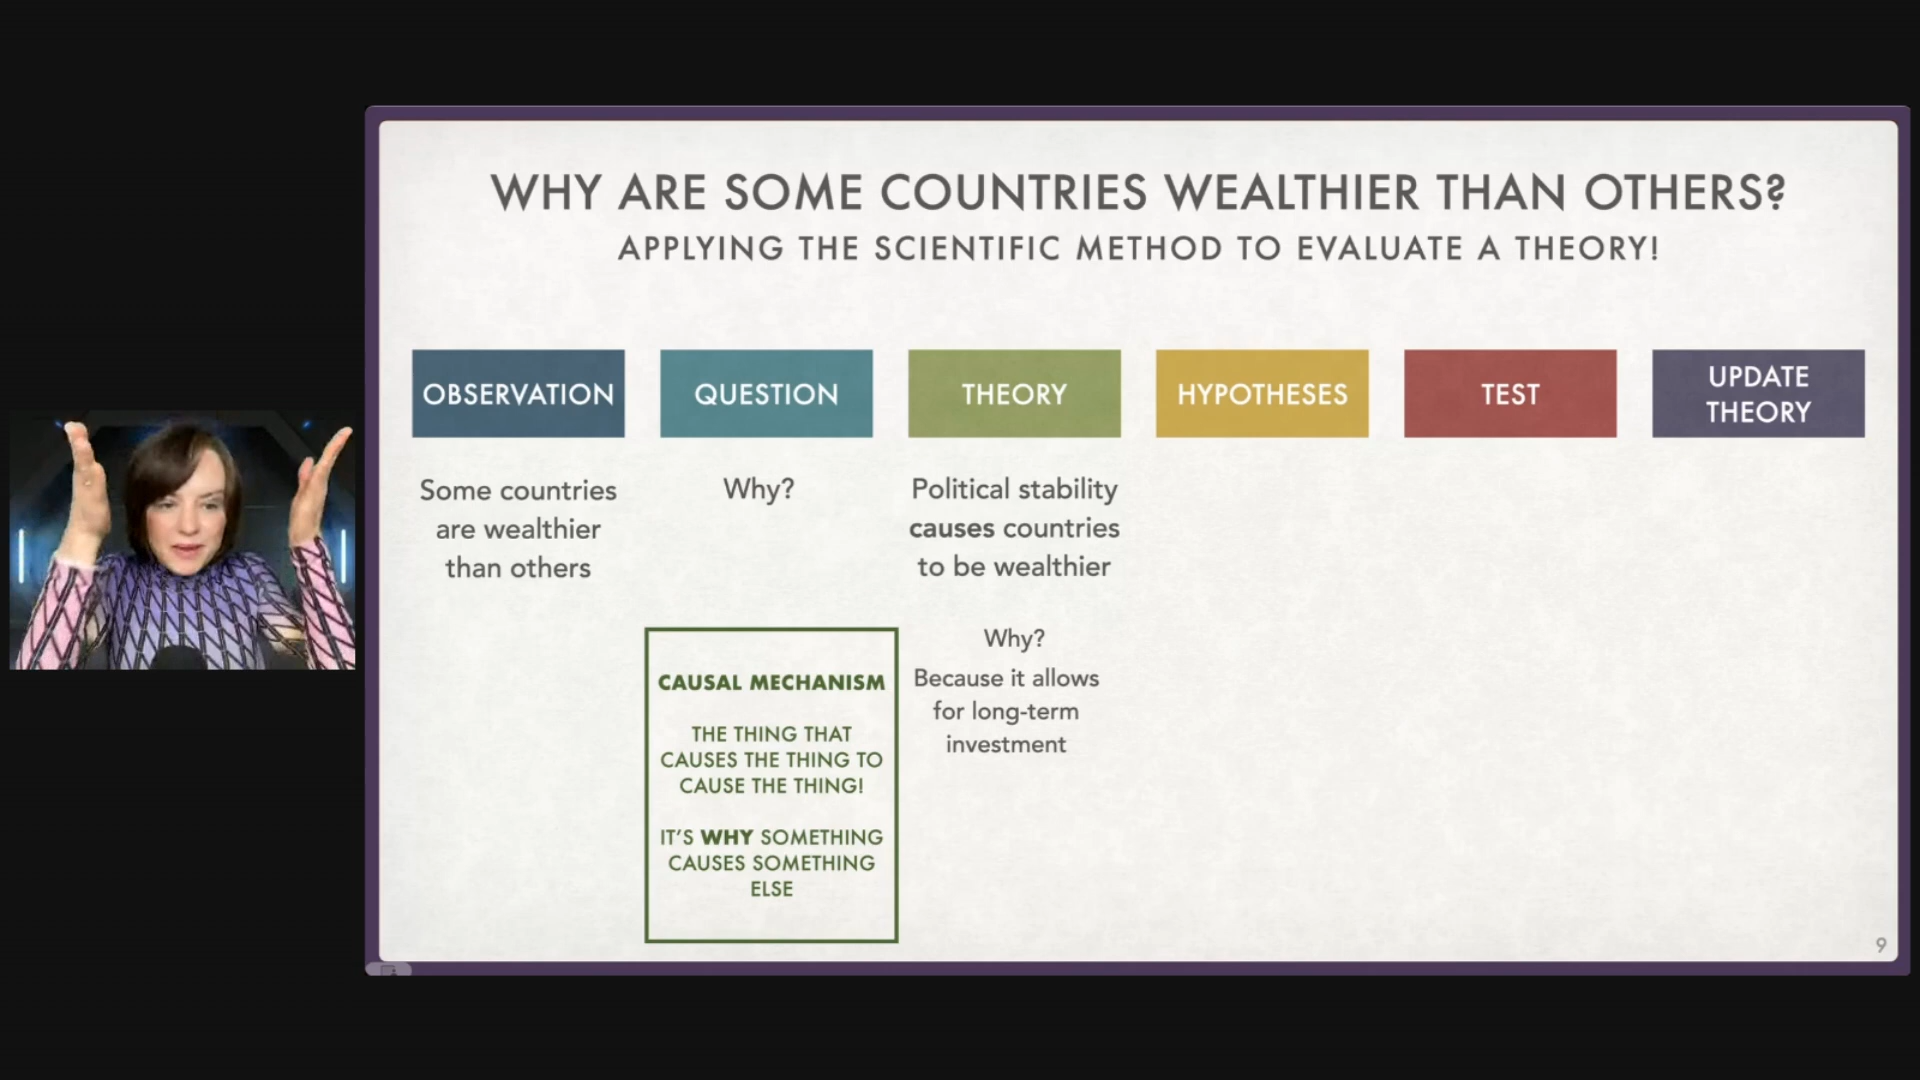 WHY ARE SOME COUNTRIES WEALTHIER THAN OTHERS?
APPLYING THE SCIENTIFIC METHOD TO EVALUATE A THEORY!
OBSERVATION
Some countries
are wealthier
than others
QUESTION
Why?
CAUSAL MECHANISM
THE THING THAT
CAUSES THE THING TO
CAUSE THE THING!
IT'S WHY SOMETHING
CAUSES SOMETHING
ELSE
THEORY
Political stability
causes countries
to be wealthier
Why?
Because it allows
for long-term
investment
HYPOTHESES
TEST
UPDATE
THEORY
9